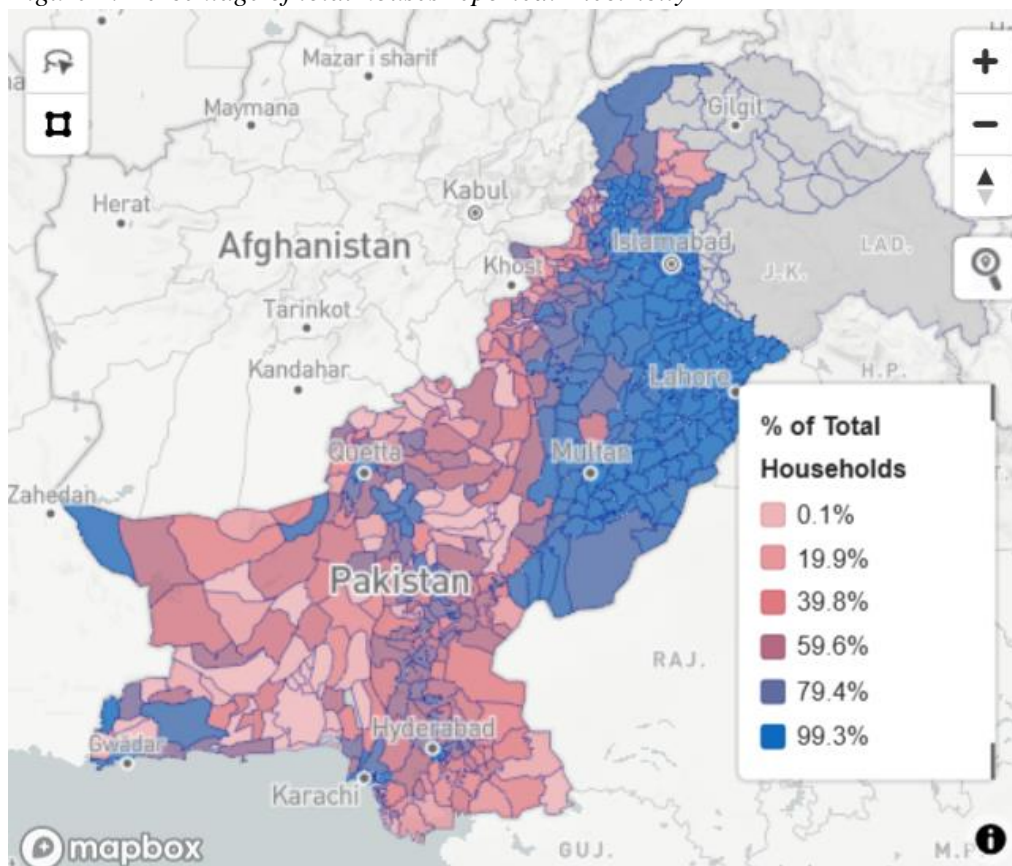 Mazar i sharif
Maymana
Gilgit
Kabul
Herat
Islamabad
Afghanistan
LAD.
J.K.
Khost
Tarinkot
Kandahar
H.P.
Lahore
% of Total
Households
0.1%
19.9%
39.8%
59.6%
79.4%
99.3%
Quetta
Multan
Zahedan
Pakistan
RAJ.
Hyderabad
Gwadar
Karachi
mapbox
GUJ.
M.P